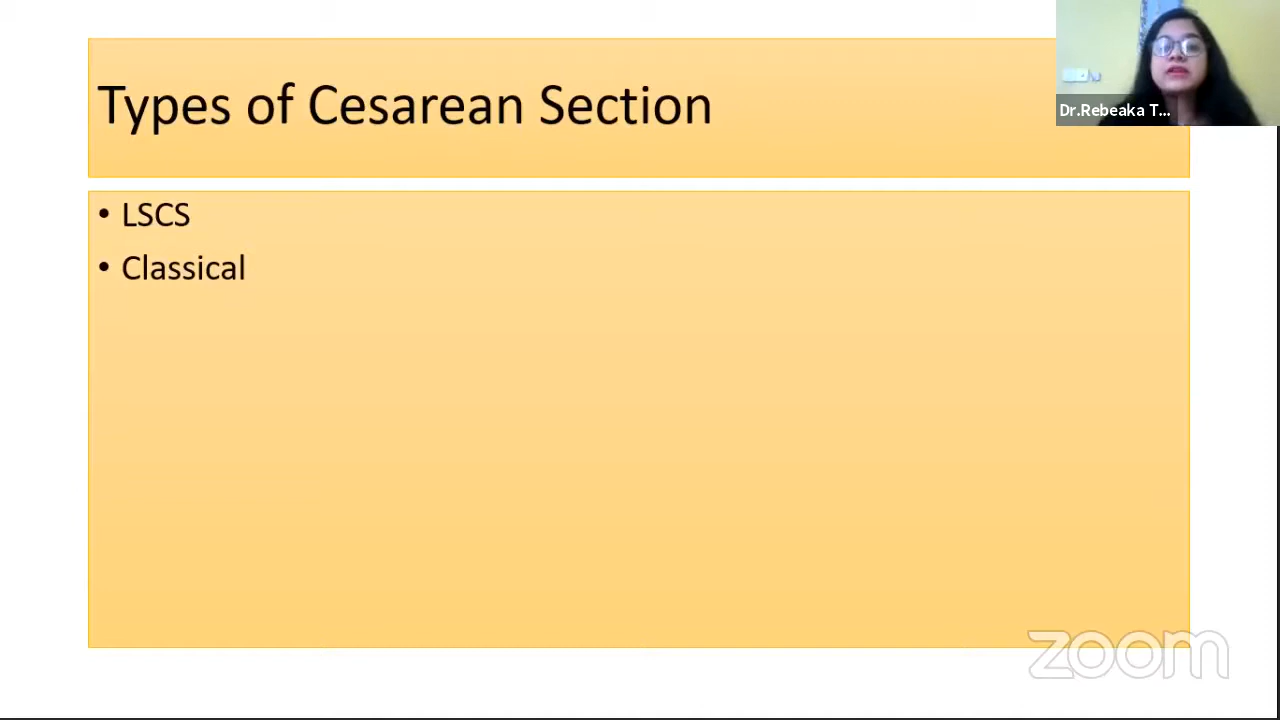 Types of Cesarean Section
Dr.Rebeaka T...
• LSCS
• Classical
zoom